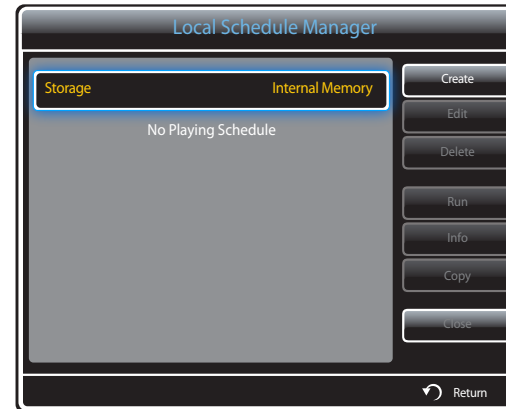 Local Schedule Manager
Storage Internal Memory
No Playing Schedule
Create
Edit
Delete
Run
Info
Copy
Close
Return